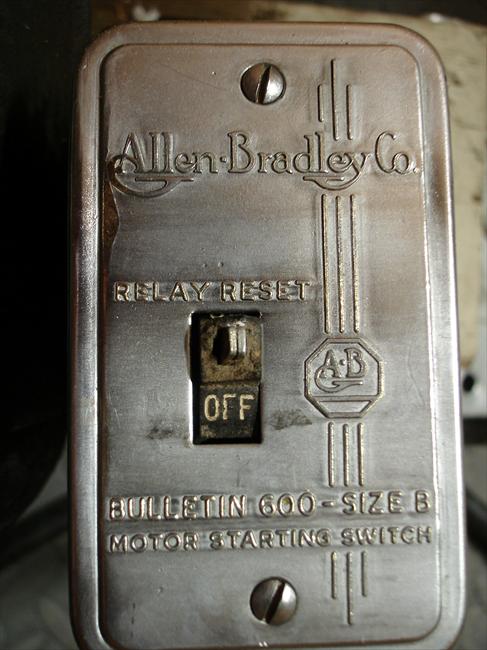 Allen-Bradley Co.
RELAY RESET
OFF
A-B
BULLETIN 600-SIZE B
MOTOR STARTING SWITCH